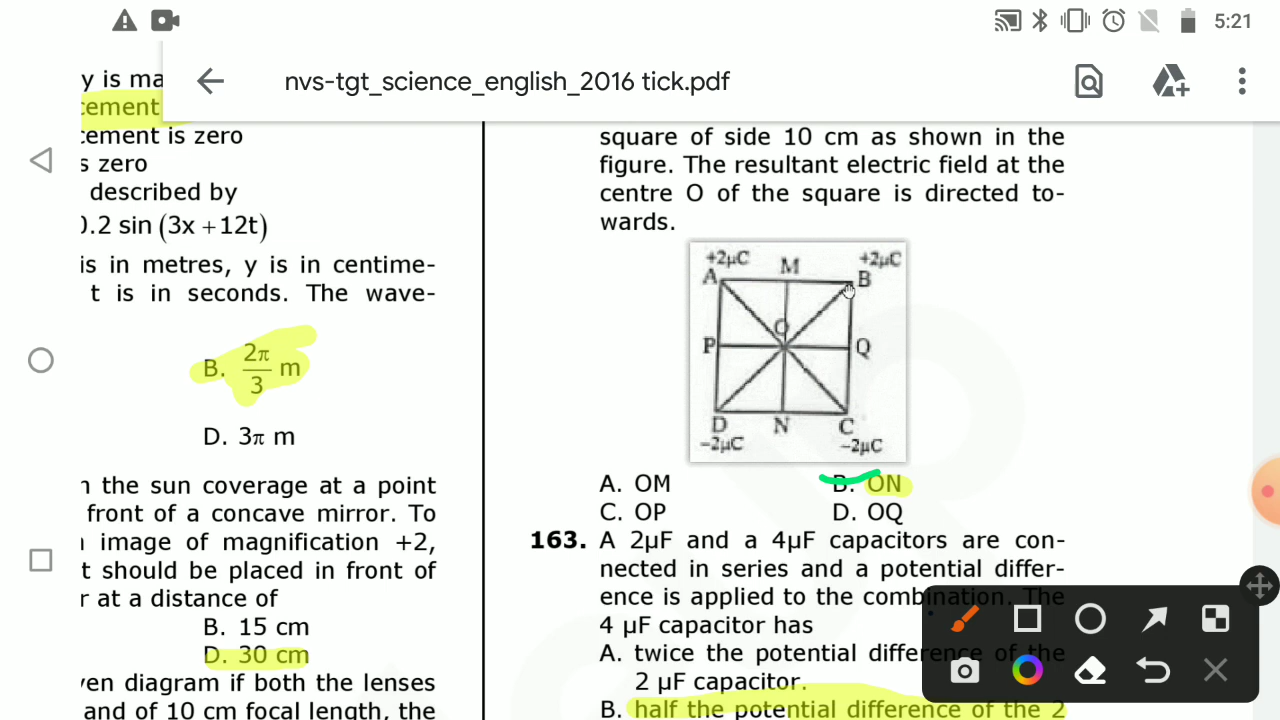 5:21
nvs-tgt_science_english_2016 tick.pdf
y is ma
cement
cement is zero
s zero
described by
0.2 sin (3x +12t)
is in metres, y is in centime-
t is in seconds. The wave-
B. 2π/3 m
D. 3π m
n the sun coverage at a point
front of a concave mirror. To
image of magnification +2,
t should be placed in front of
r at a distance of
B. 15 cm
D. 30 cm
ven diagram if both the lenses
and of 10 cm focal length, the
square of side 10 cm as shown in the
figure. The resultant electric field at the
centre O of the square is directed to-
wards.
+2μC +2μC
A M B
O
P Q
D N C
-2μC -2μC
A. OM B. ON
C. OP D. OQ
163. A 2μF and a 4μF capacitors are con-
nected in series and a potential differ-
ence is applied to the combination. The
4 μF capacitor has
A. twice the potential difference of the
2 μF capacitor.
B. half the potential difference of the 2